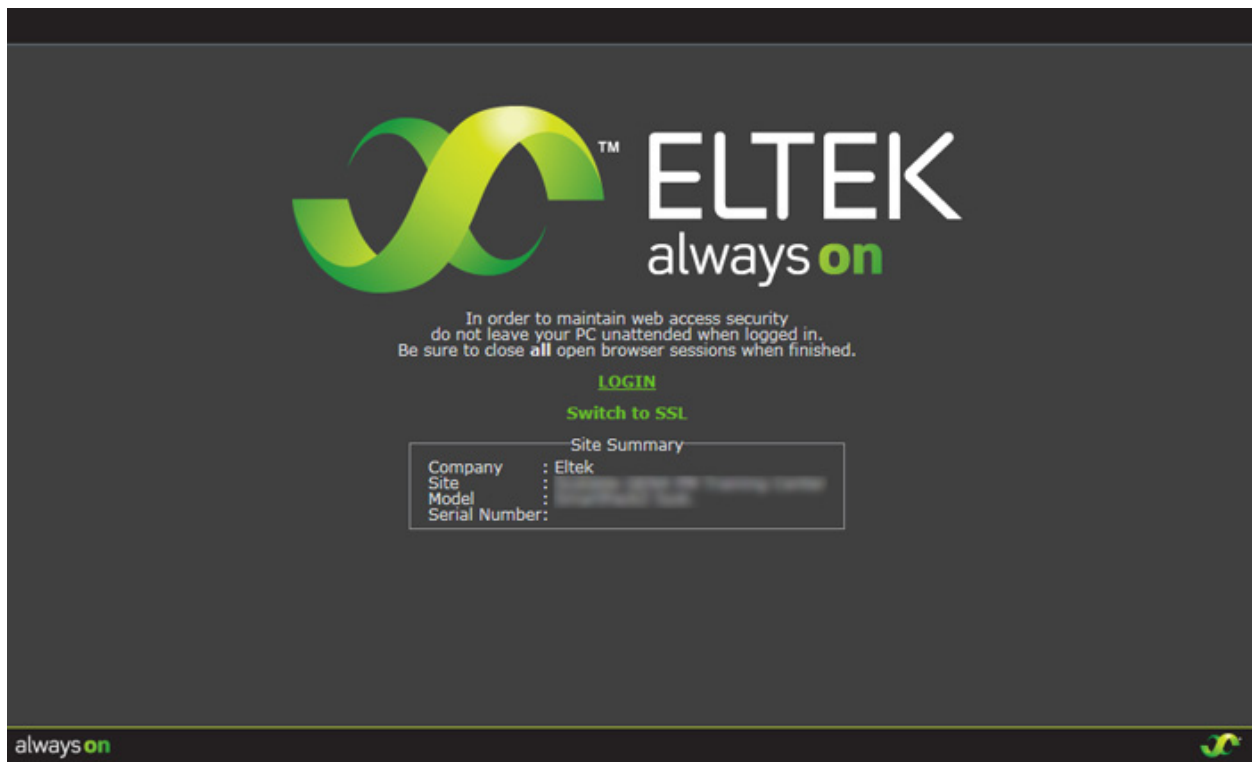 TM
ELTEK
always on
In order to maintain web access security
do not leave your PC unattended when logged in.
Be sure to close all open browser sessions when finished.
LOGIN
Switch to SSL
Site Summary
Company : Eltek
Site :
Model :
Serial Number:
always on